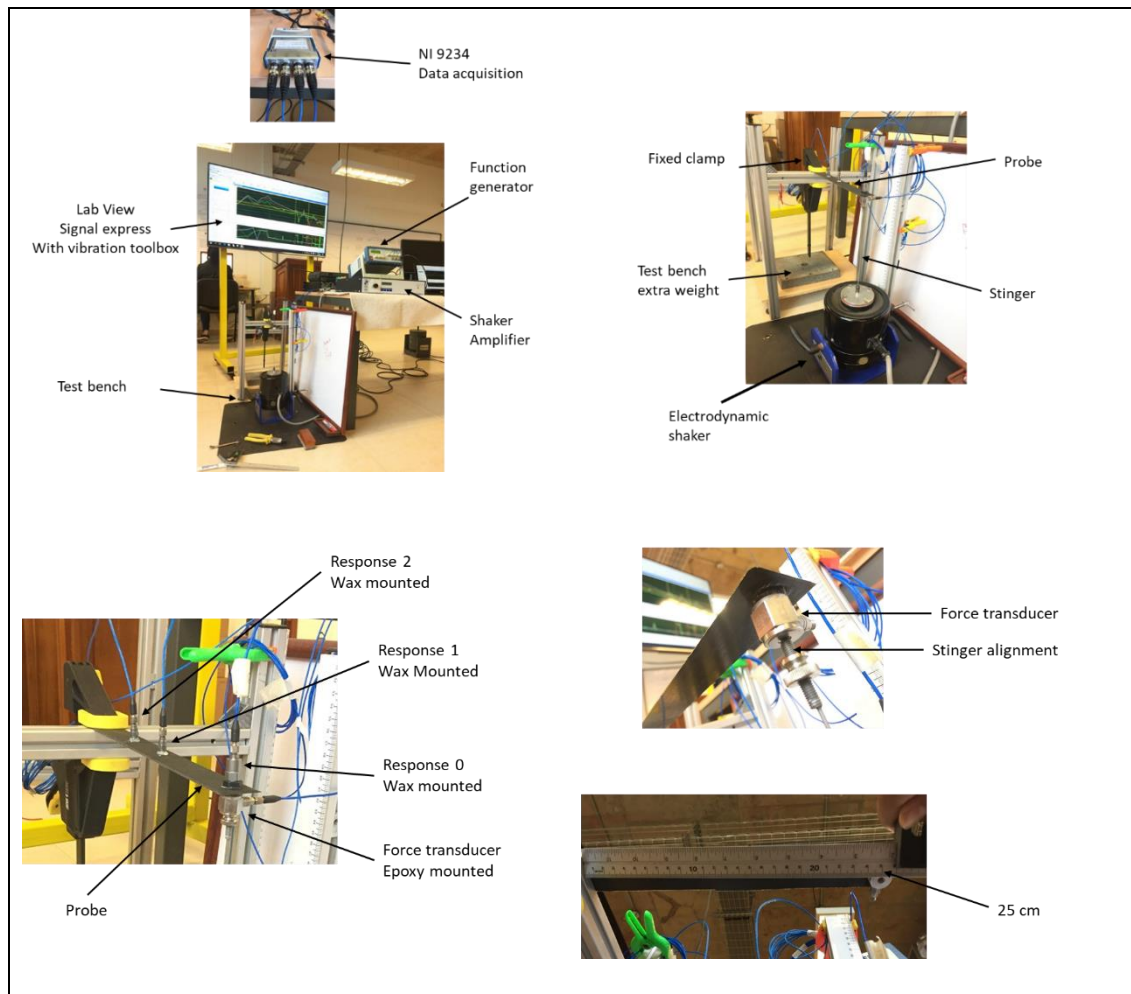 NI 9234
Data acquisition
Function
generator
Lab View
Signal express
With vibration toolbox
Shaker
Amplifier
Test bench
Fixed clamp
Probe
Test bench
extra weight
Stinger
Electrodynamic
shaker
Response 2
Wax mounted
Response 1
Wax Mounted
Response 0
Wax mounted
Force transducer
Epoxy mounted
Probe
Force transducer
Stinger alignment
10
20
25 cm